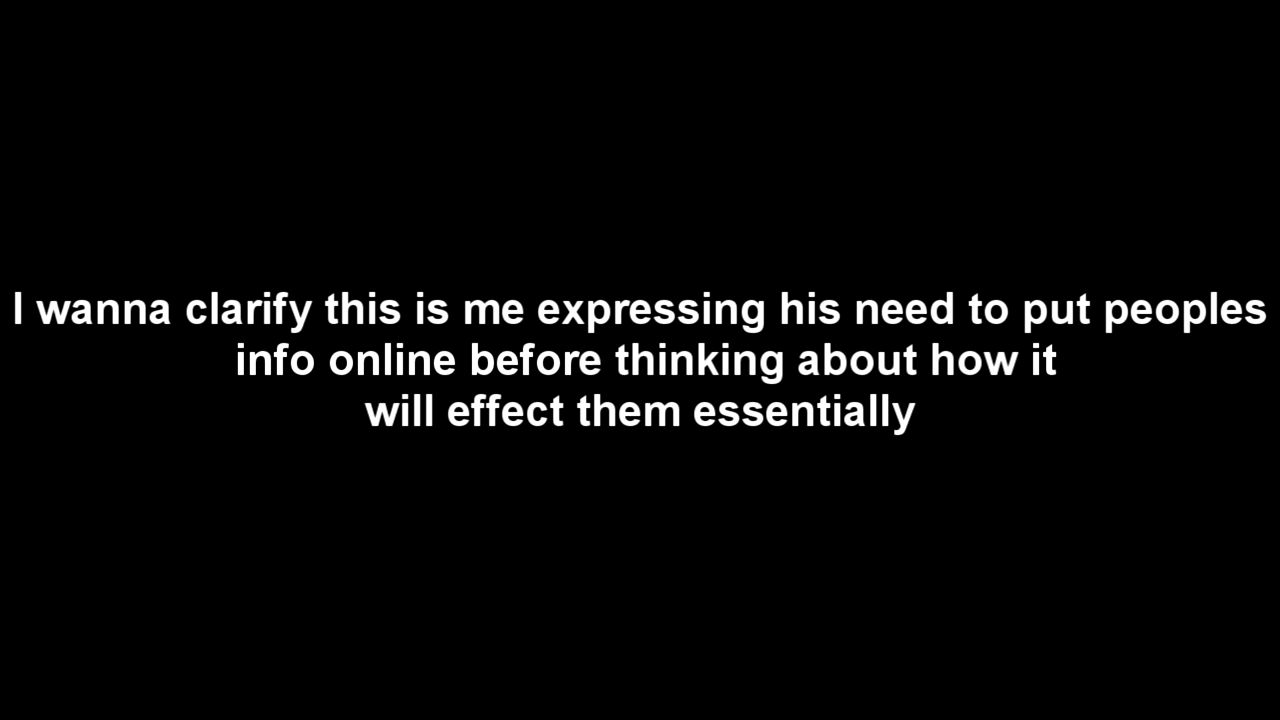 I wanna clarify this is me expressing his need to put peoples
info online before thinking about how it
will effect them essentially